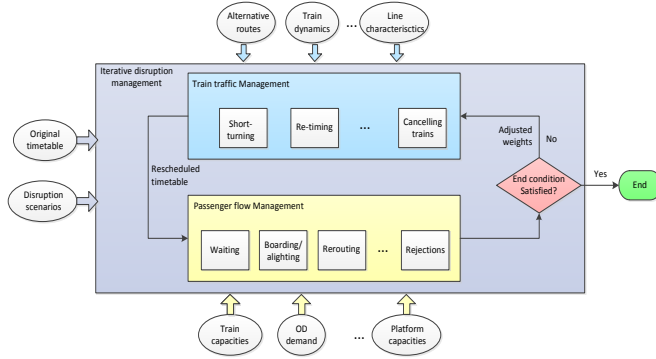 Alternative
routes
Train
dynamics
...
Line
characterisctics
Iterative disruption
management
Train traffic Management
Short-
turning
Re-timing
...
Cancelling
trains
Original
timetable
Disruption
scenarios
Rescheduled
timetable
Adjusted
weights
No
End condition
Satisfied?
Yes
End
Passenger flow Management
Waiting
Boarding/
alighting
Rerouting
...
Rejections
Train
capacities
OD
demand
...
Platform
capacities